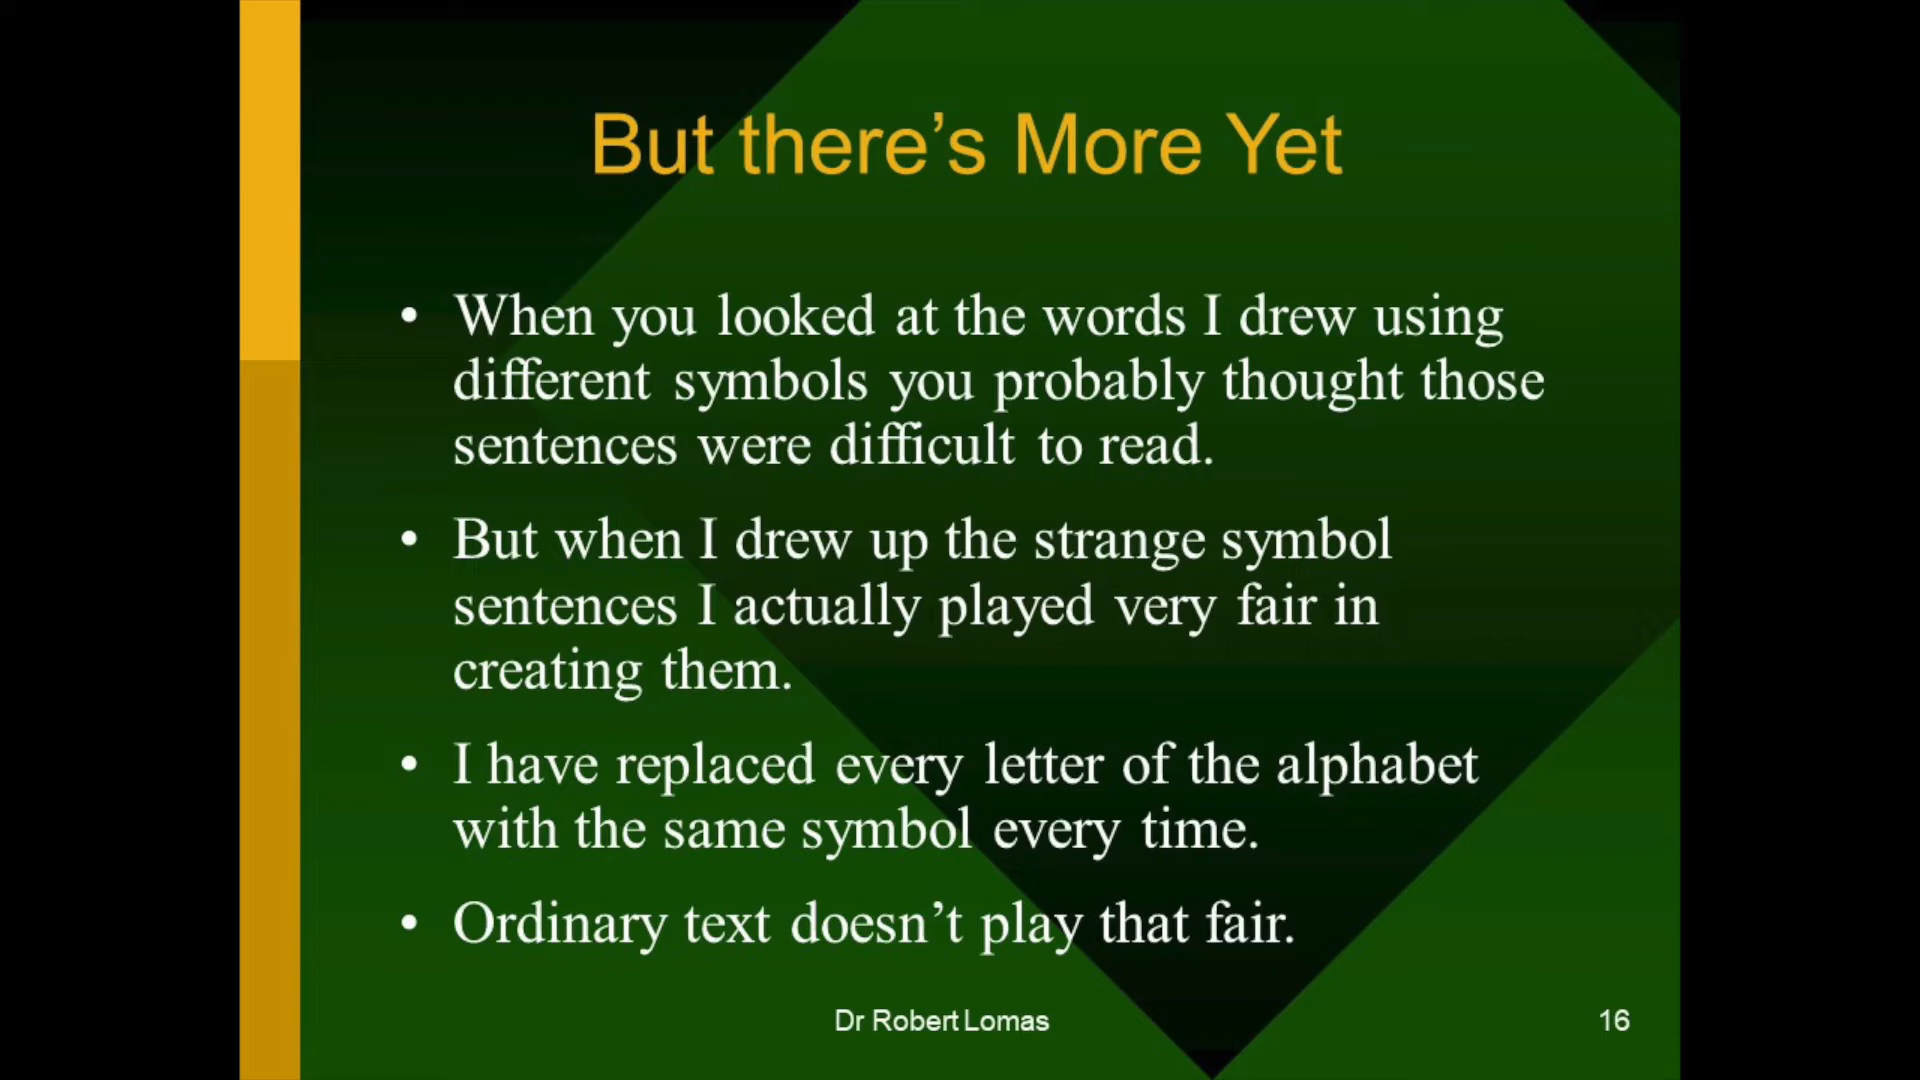 But there’s More Yet
• When you looked at the words I drew using
different symbols you probably thought those
sentences were difficult to read.
• But when I drew up the strange symbol
sentences I actually played very fair in
creating them.
• I have replaced every letter of the alphabet
with the same symbol every time.
• Ordinary text doesn’t play that fair.
Dr Robert Lomas
16